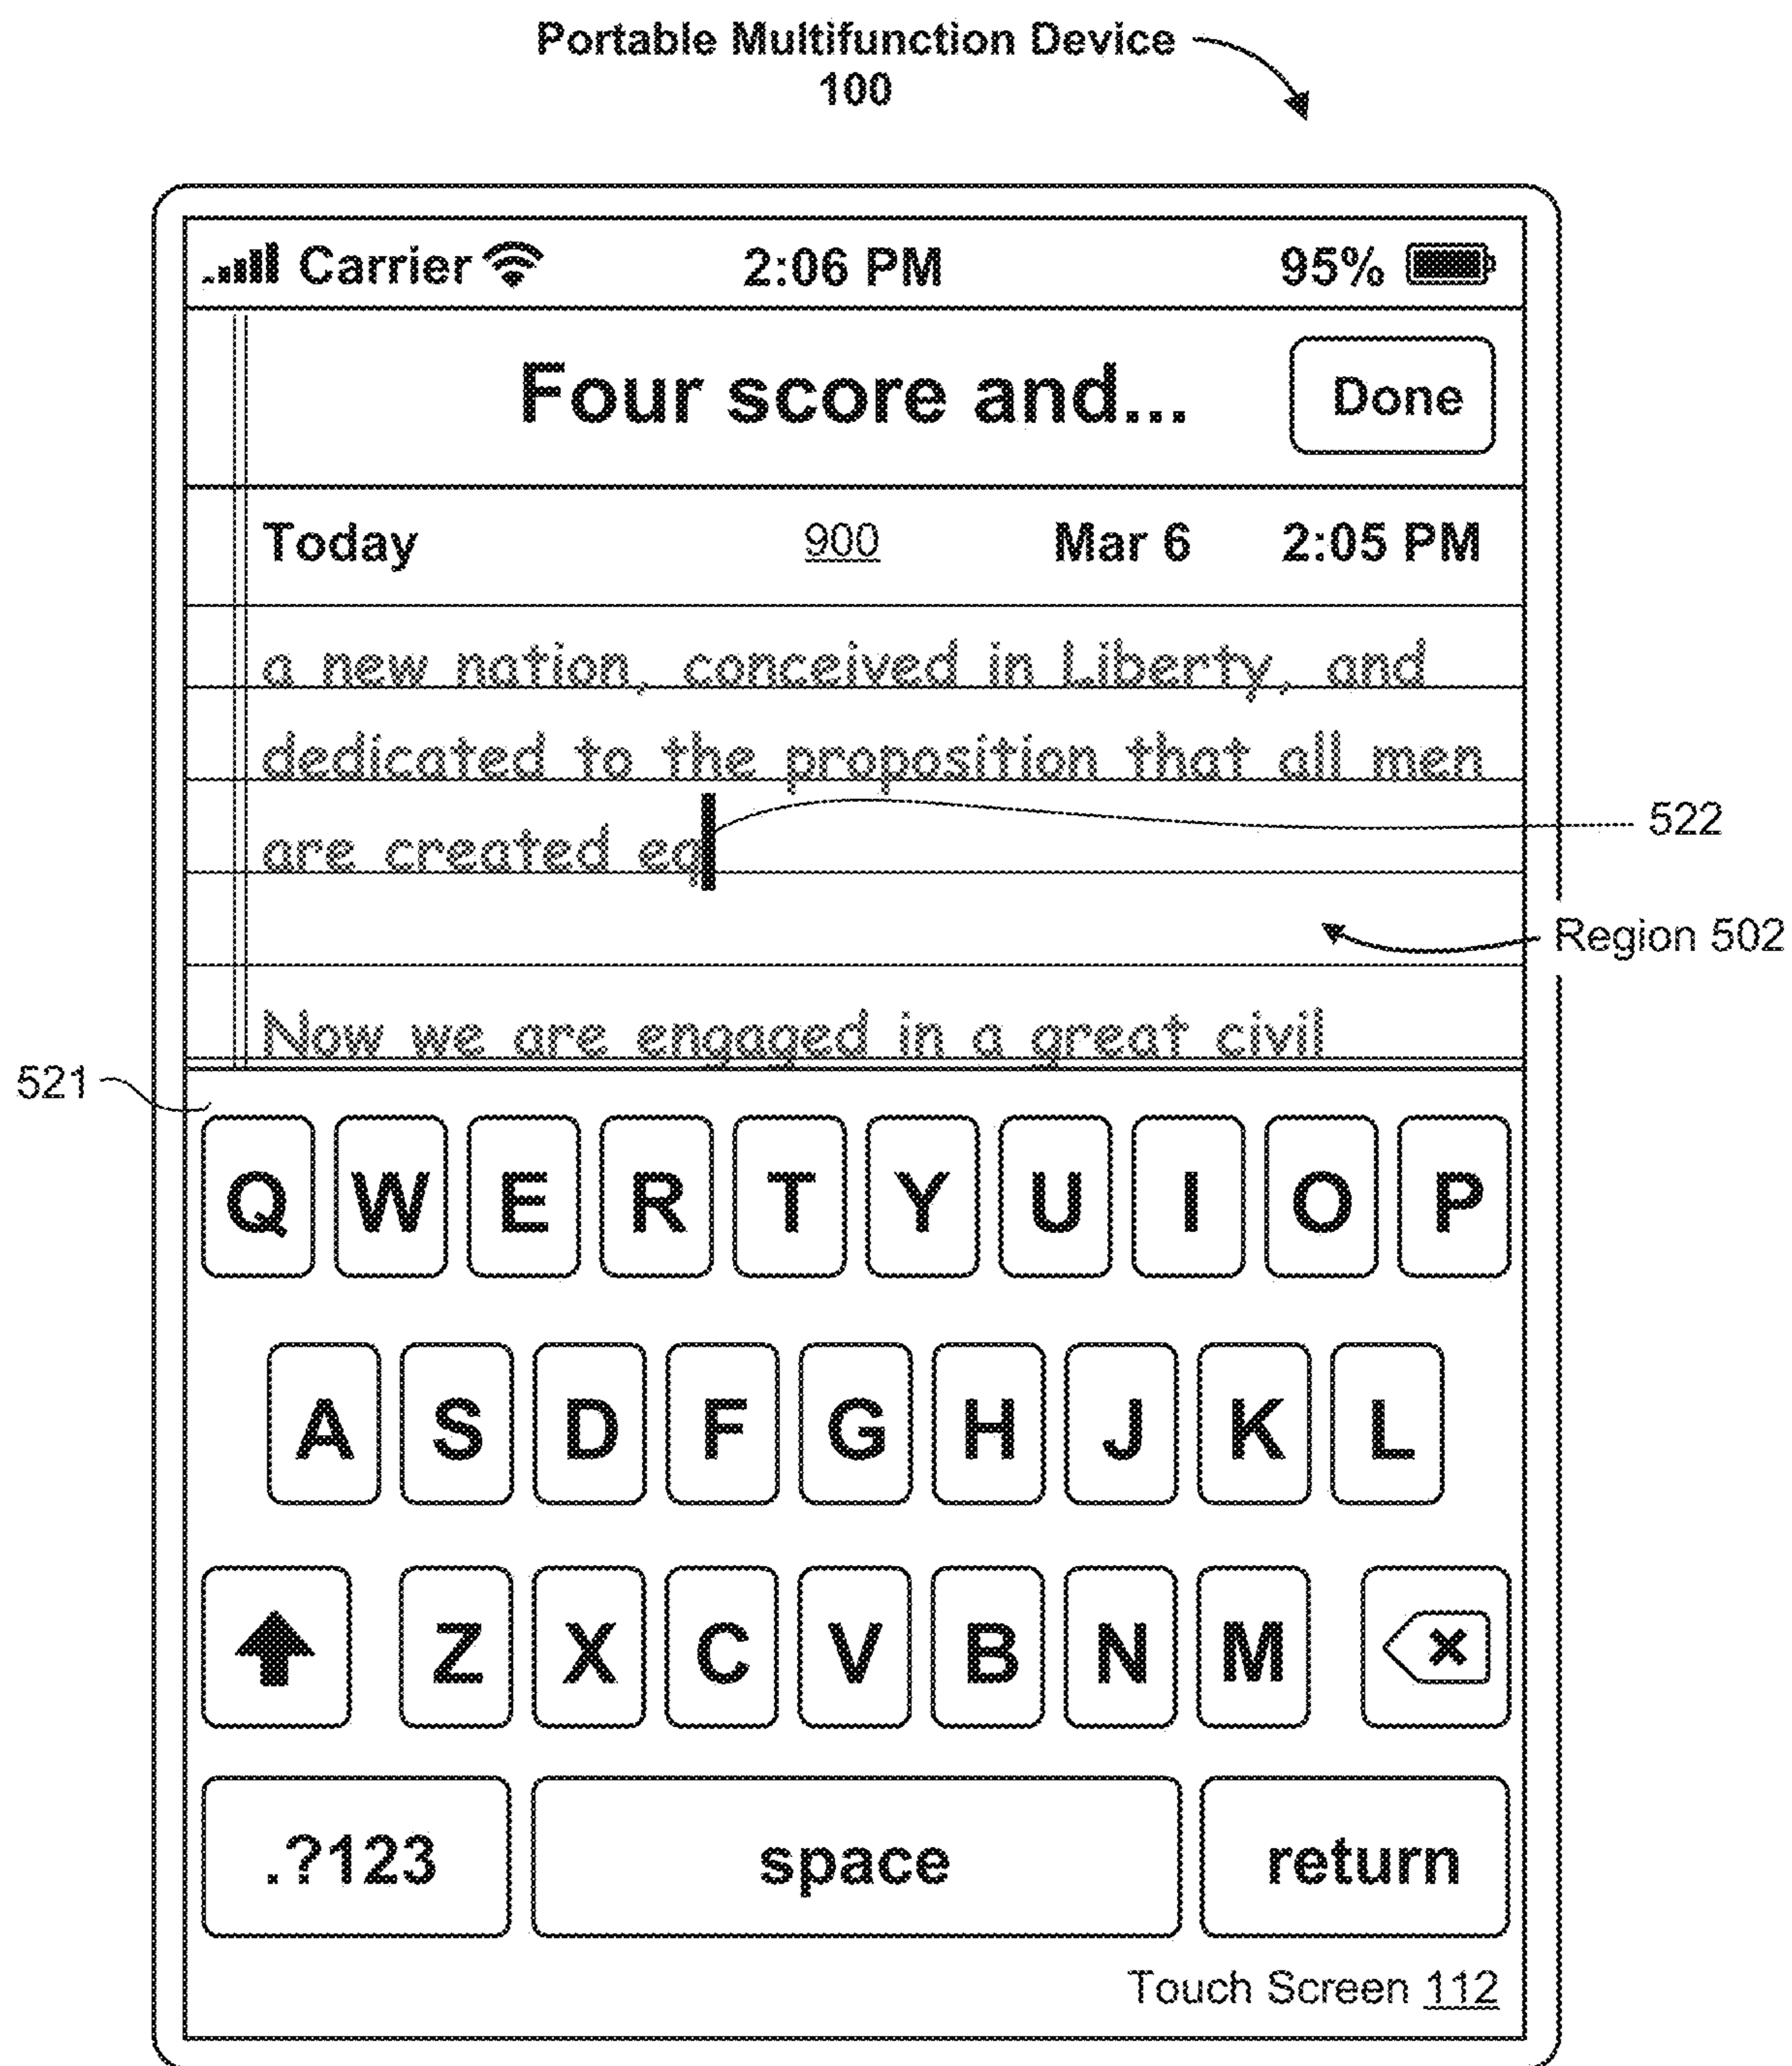 Portable Multifunction Device
100
Carrier 2:06 PM 95%
Four score and... Done
Today 900 Mar 6 2:05 PM
a new nation, conceived in Liberty, and
dedicated to the proposition that all men
are created eq
522
Region 502
Now we are engaged in a great civil
521
Q W E R T Y U I O P
A S D F G H J K L
Z X C V B N M
.?123 space return
Touch Screen 112